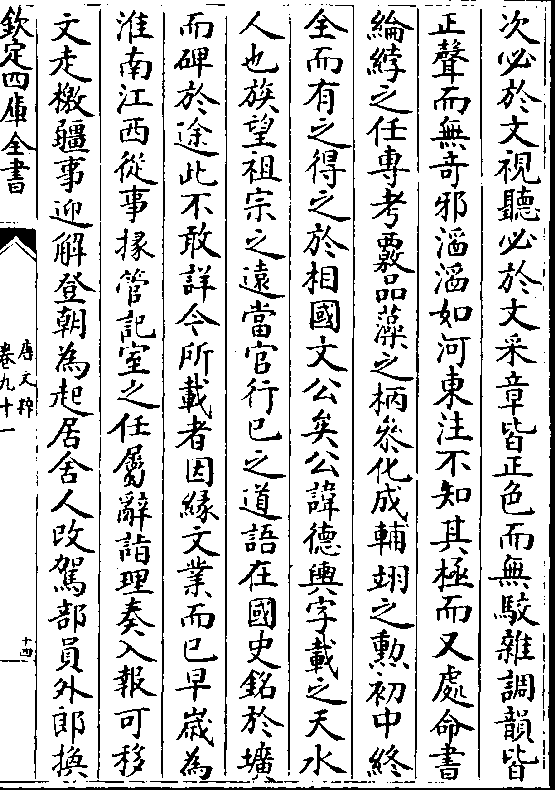 次必於文視聽必於文采章皆正色而無駁雜調韻皆
正聲而無奇邪滔滔如河東注不知其極而又處命書
綸綍之任專考覈品藻之柄叅化成輔翊之勲初中終
全而有之得之於相國文公矣公諱德輿字載之天水
人也族望祖宗之遠當官行已之道語在國史銘於壙
而碑於途此不敢詳今所載者因緣文業而已早嵗為
淮南江西從事掾管記室之任屬辭詣理奏入報可移
文走檄疆事迎解登朝為起居舍人改駕部員外郎換
欽定四庫全書
唐文粹
卷九十一
十四